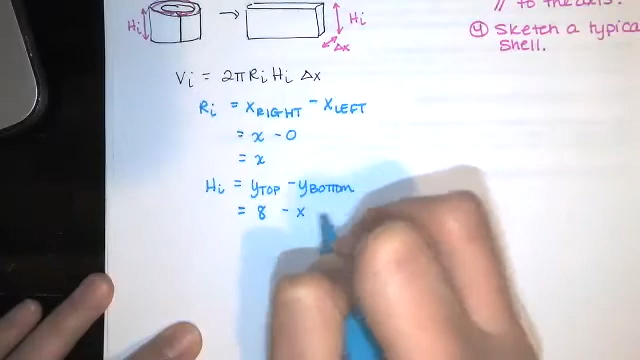 // to the axis.
Hi → Hi
Δx
④ Sketch a typica
shell.
Vi = 2πRiHi Δx
Ri = XRIGHT - XLEFT
= x - 0
= x
Hi = yTOP - yBOTTOM
= 8 - x